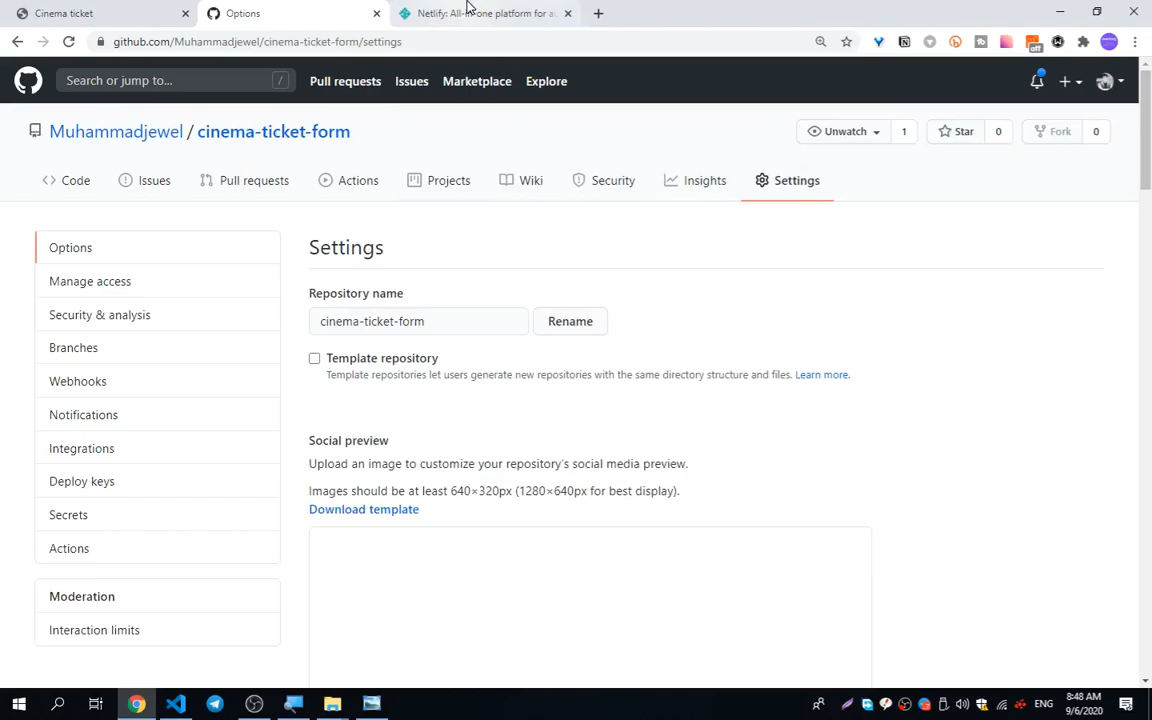 Cinema ticket
Options
Netlify: All-in-one platform for au
github.com/Muhammadjewel/cinema-ticket-form/settings
off
Search or jump to...
/
Pull requests
Issues
Marketplace
Explore
Muhammadjewel / cinema-ticket-form
Unwatch
1
Star
0
Fork
0
Code
Issues
Pull requests
Actions
Projects
Wiki
Security
Insights
Settings
Options
Manage access
Security & analysis
Branches
Webhooks
Notifications
Integrations
Deploy keys
Secrets
Actions
Moderation
Interaction limits
Settings
Repository name
cinema-ticket-form
Rename
Template repository
Template repositories let users generate new repositories with the same directory structure and files. Learn more.
Social preview
Upload an image to customize your repository's social media preview.
Images should be at least 640×320px (1280×640px for best display).
Download template
ENG
8:48 AM
9/6/2020